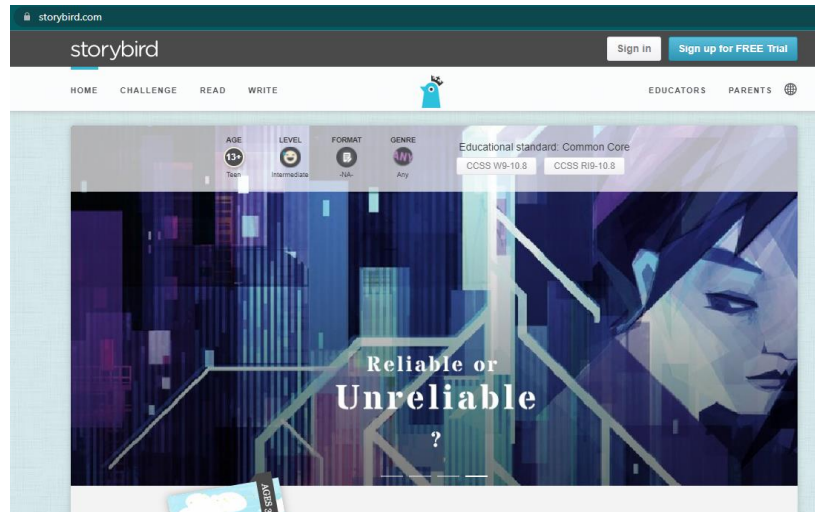 storybird.com
storybird
Sign in
Sign up for FREE Trial
HOME CHALLENGE READ WRITE
EDUCATORS PARENTS
AGE LEVEL FORMAT GENRE
Educational standard: Common Core
13+
ANY
CCSS W9-10.8 CCSS RI9-10.8
Teen Intermediate -NA- Any
Reliable or
Unreliable
?
AGES